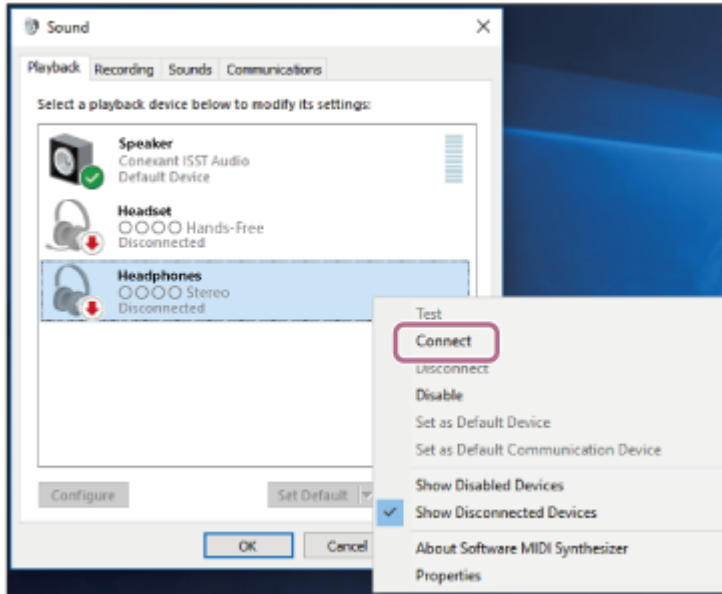 Sound
Playback Recording Sounds Communications
Select a playback device below to modify its settings:
Speaker
Conexant ISST Audio
Default Device
Headset
○○○○ Hands-Free
Disconnected
Headphones
○○○○ Stereo
Disconnected
Test
Connect
Disconnect
Disable
Set as Default Device
Set as Default Communication Device
Show Disabled Devices
Show Disconnected Devices
About Software MIDI Synthesizer
Properties
Configure Set Default
OK Cancel